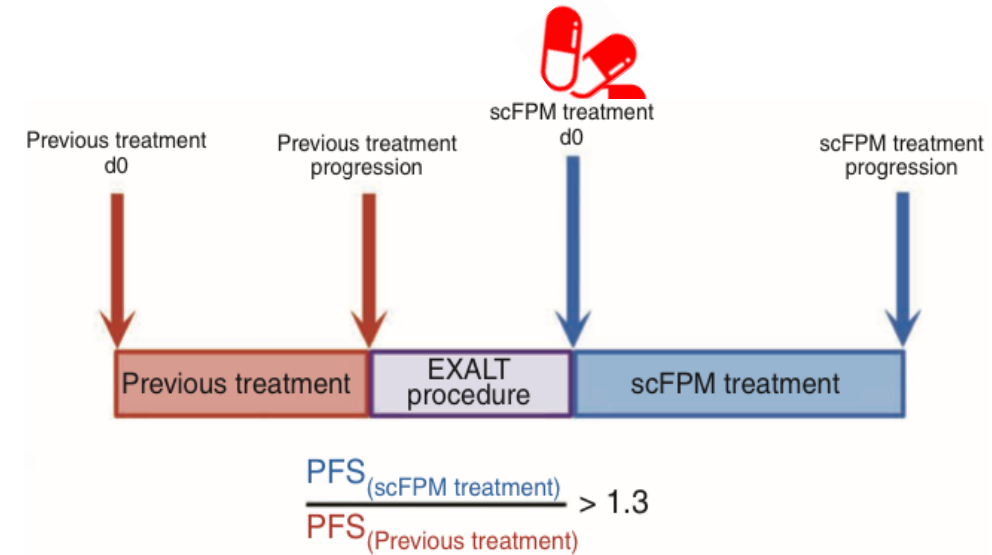 scFPM treatment
d0
Previous treatment
d0
Previous treatment
progression
scFPM treatment
progression
Previous treatment
EXALT
procedure
scFPM treatment
PFS(scFPM treatment)
PFS(Previous treatment)
> 1.3